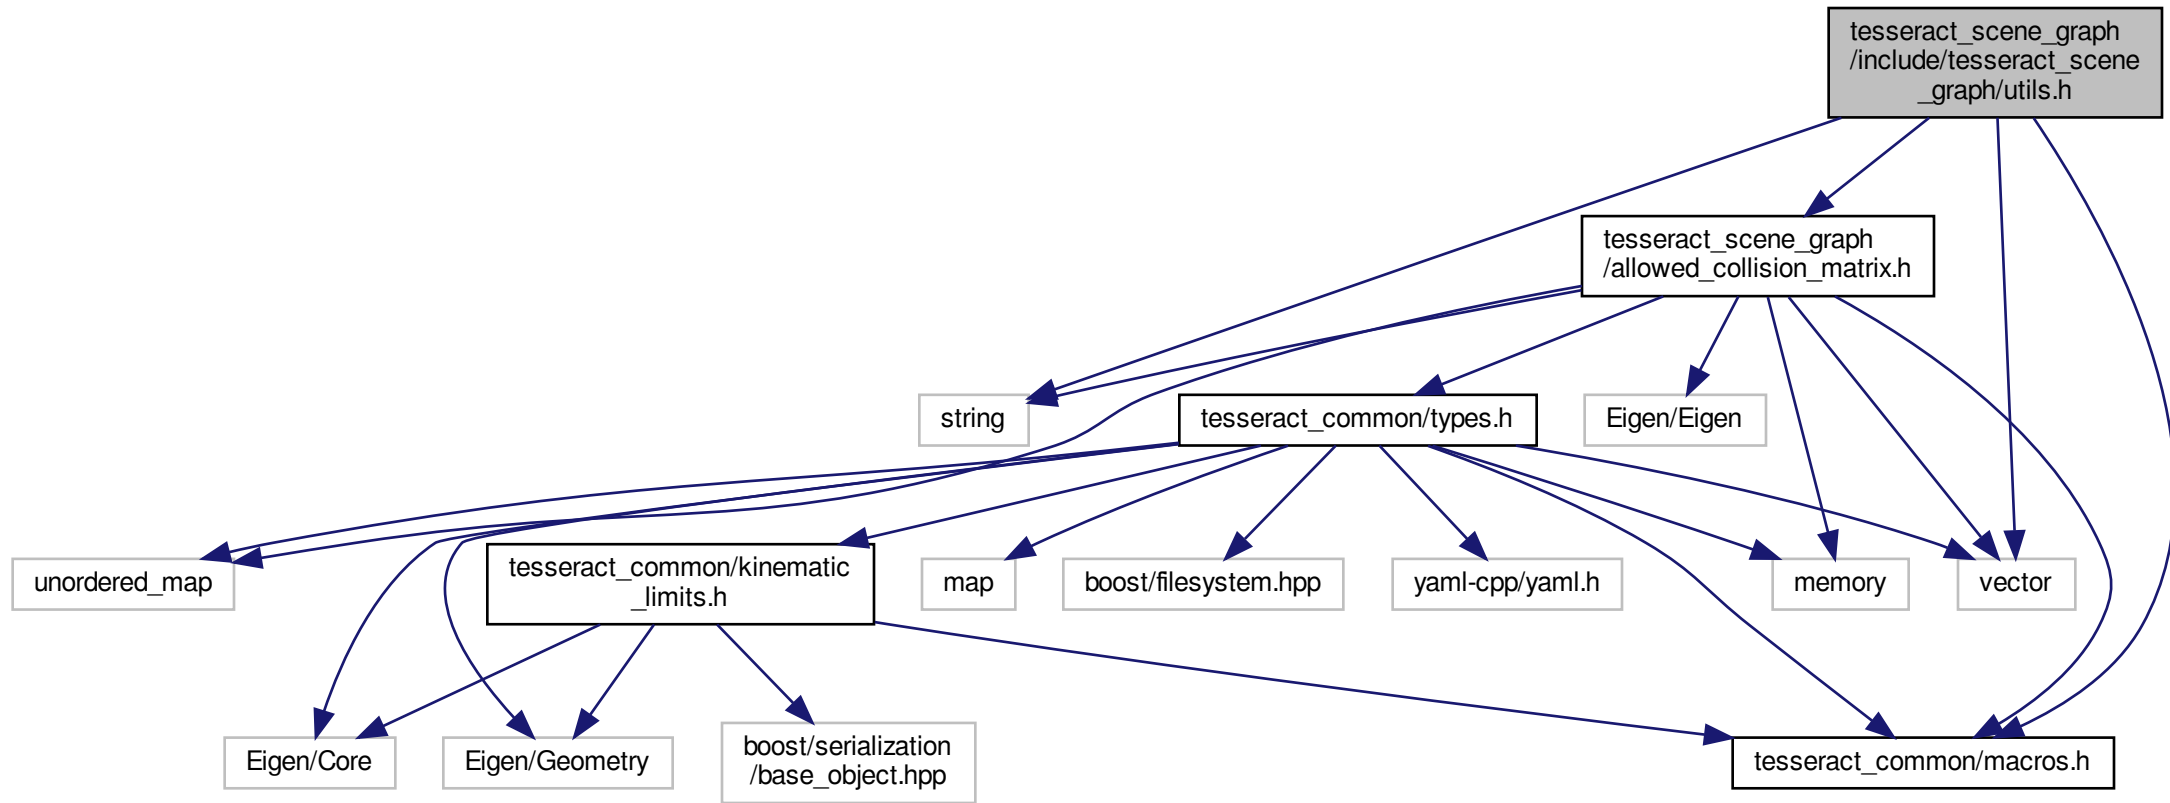 tesseract_scene_graph
/include/tesseract_scene
_graph/utils.h
tesseract_scene_graph
/allowed_collision_matrix.h
string
tesseract_common/types.h
Eigen/Eigen
unordered_map
tesseract_common/kinematic
_limits.h
map
boost/filesystem.hpp
yaml-cpp/yaml.h
memory
vector
Eigen/Core
Eigen/Geometry
boost/serialization
/base_object.hpp
tesseract_common/macros.h